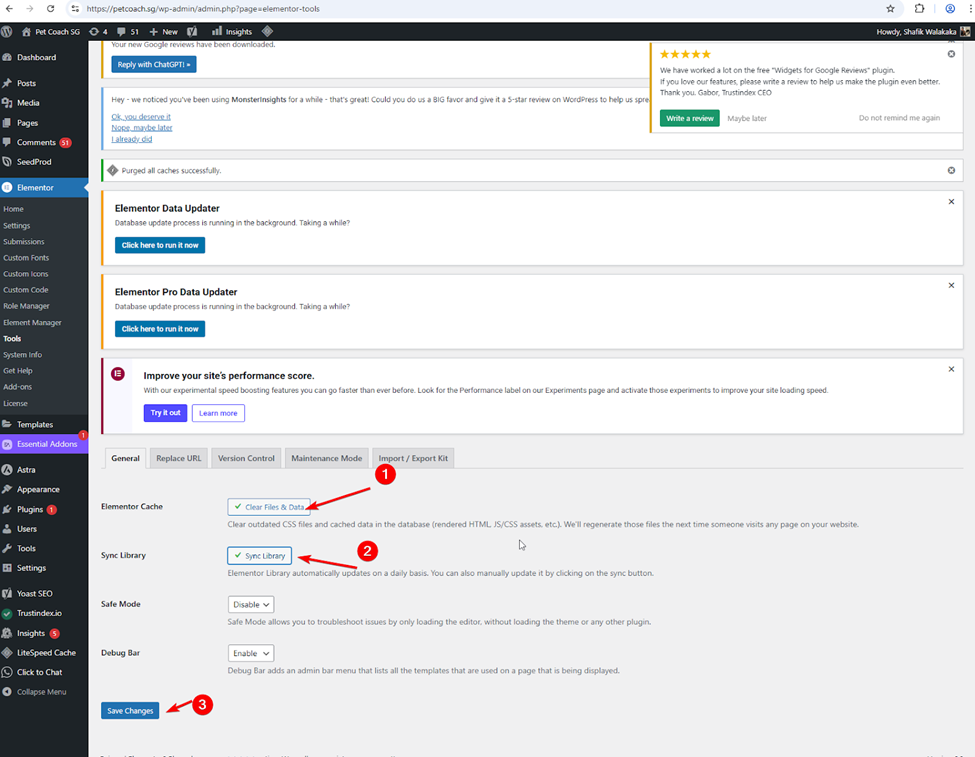 https://petcoach.sg/wp-admin/admin.php?page=elementor-tools
Pet Coach SG
4
51
New
Insights
Howdy, Shafik Walakaka
Dashboard
Posts
Media
Pages
Comments 51
SeedProd
Elementor
Home
Settings
Submissions
Custom Fonts
Custom Icons
Custom Code
Role Manager
Element Manager
Tools
System Info
Get Help
Add-ons
License
Templates
Essential Addons 1
Astra
Appearance
Plugins 1
Users
Tools
Settings
Yoast SEO
Trustindex.io
Insights 5
LiteSpeed Cache
Click to Chat
Collapse Menu
Your new Google reviews have been downloaded.
Reply with ChatGPT! »
Hey - we noticed you've been using MonsterInsights for a while - that's great! Could you do us a BIG favor and give it a 5-star review on WordPress to help us spre
Ok, you deserve it
Nope, maybe later
I already did
We have worked a lot on the free "Widgets for Google Reviews" plugin.
If you love our features, please write a review to help us make the plugin even better.
Thank you. Gabor, Trustindex CEO
Write a review
Maybe later
Do not remind me again
Purged all caches successfully.
Elementor Data Updater
Database update process is running in the background. Taking a while?
Click here to run it now
Elementor Pro Data Updater
Database update process is running in the background. Taking a while?
Click here to run it now
Improve your site's performance score.
With our experimental speed boosting features you can go faster than ever before. Look for the Performance label on our Experiments page and activate those experiments to improve your site loading speed.
Try it out
Learn more
General
Replace URL
Version Control
Maintenance Mode
Import / Export Kit
1
Elementor Cache
Clear Files & Data
Clear outdated CSS files and cached data in the database (rendered HTML, JS/CSS assets, etc.). We'll regenerate those files the next time someone visits any page on your website.
2
Sync Library
Sync Library
Elementor Library automatically updates on a daily basis. You can also manually update it by clicking on the sync button.
Safe Mode
Disable
Safe Mode allows you to troubleshoot issues by only loading the editor, without loading the theme or any other plugin.
Debug Bar
Enable
Debug Bar adds an admin bar menu that lists all the templates that are used on a page that is being displayed.
Save Changes
3